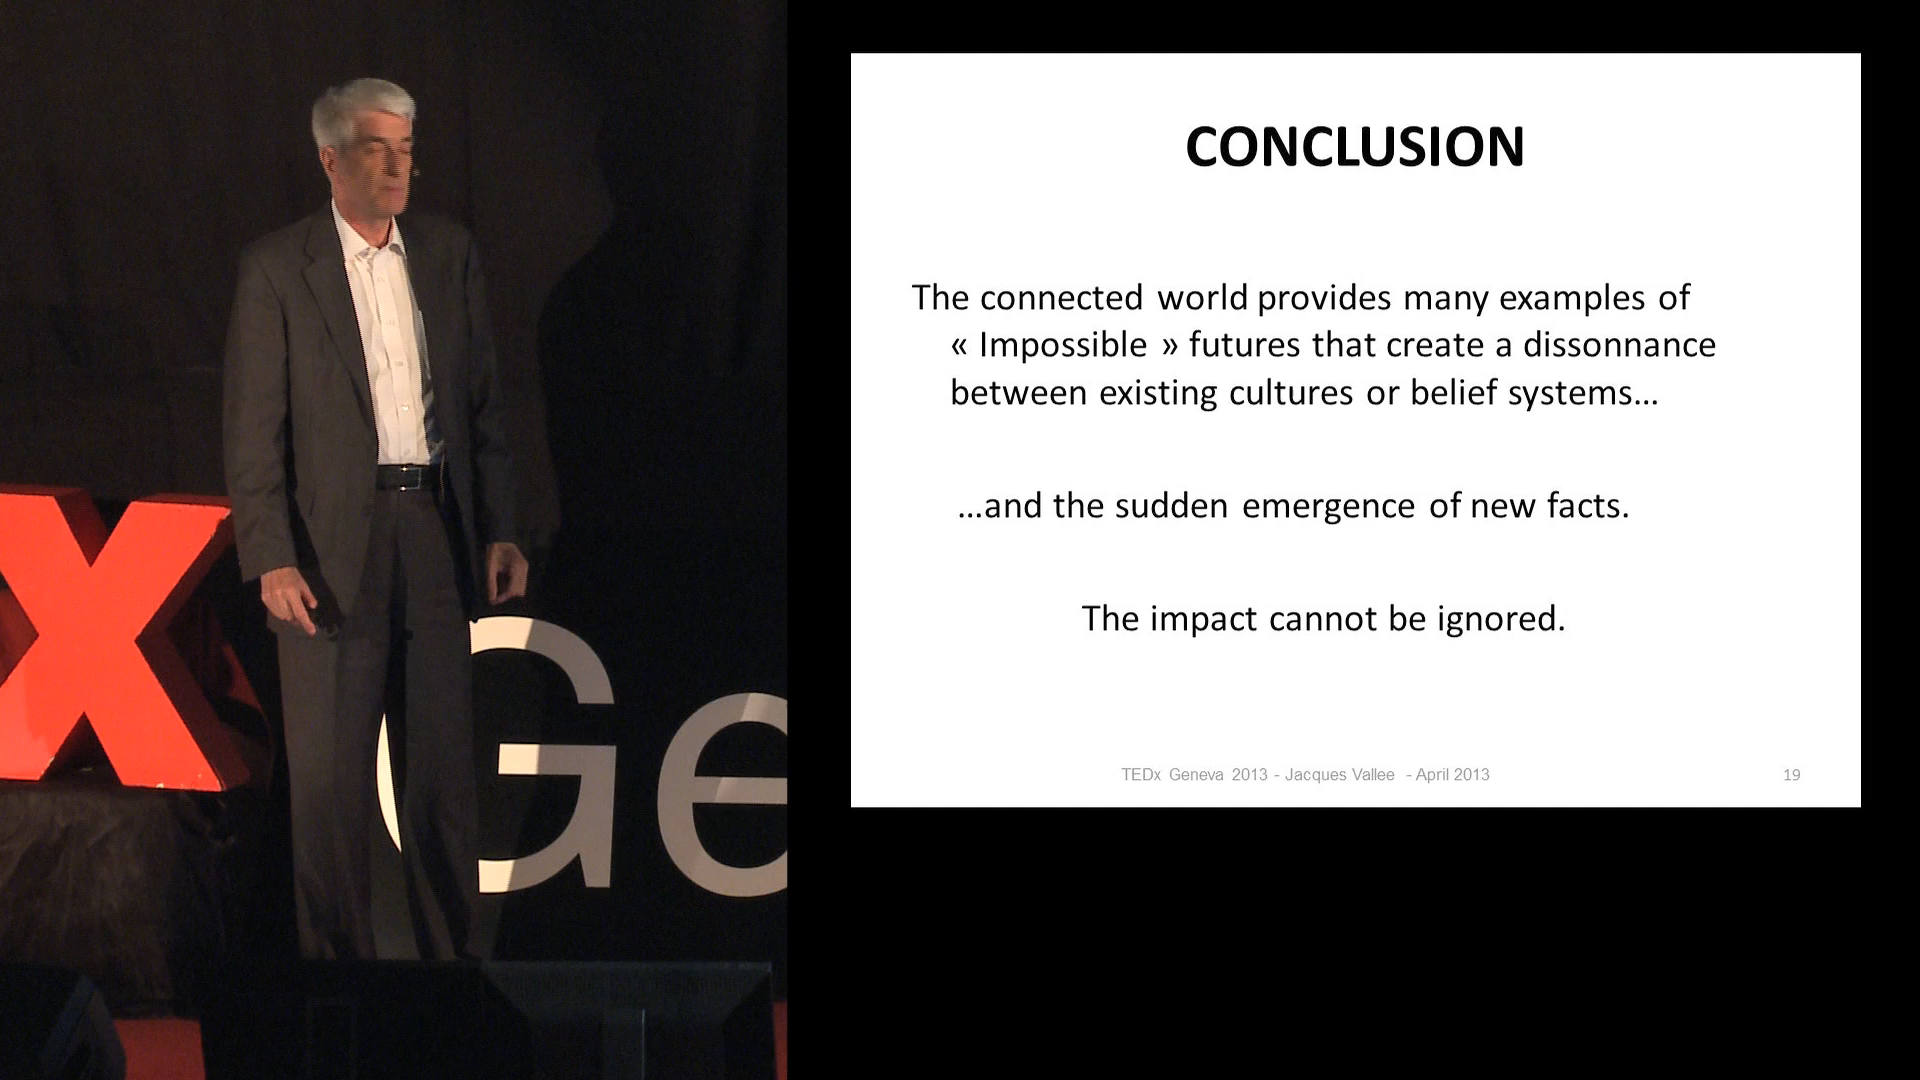 X
Ge
CONCLUSION
The connected world provides many examples of
« Impossible » futures that create a dissonnance
between existing cultures or belief systems...
...and the sudden emergence of new facts.
The impact cannot be ignored.
TEDx Geneva 2013 - Jacques Vallee - April 2013
19